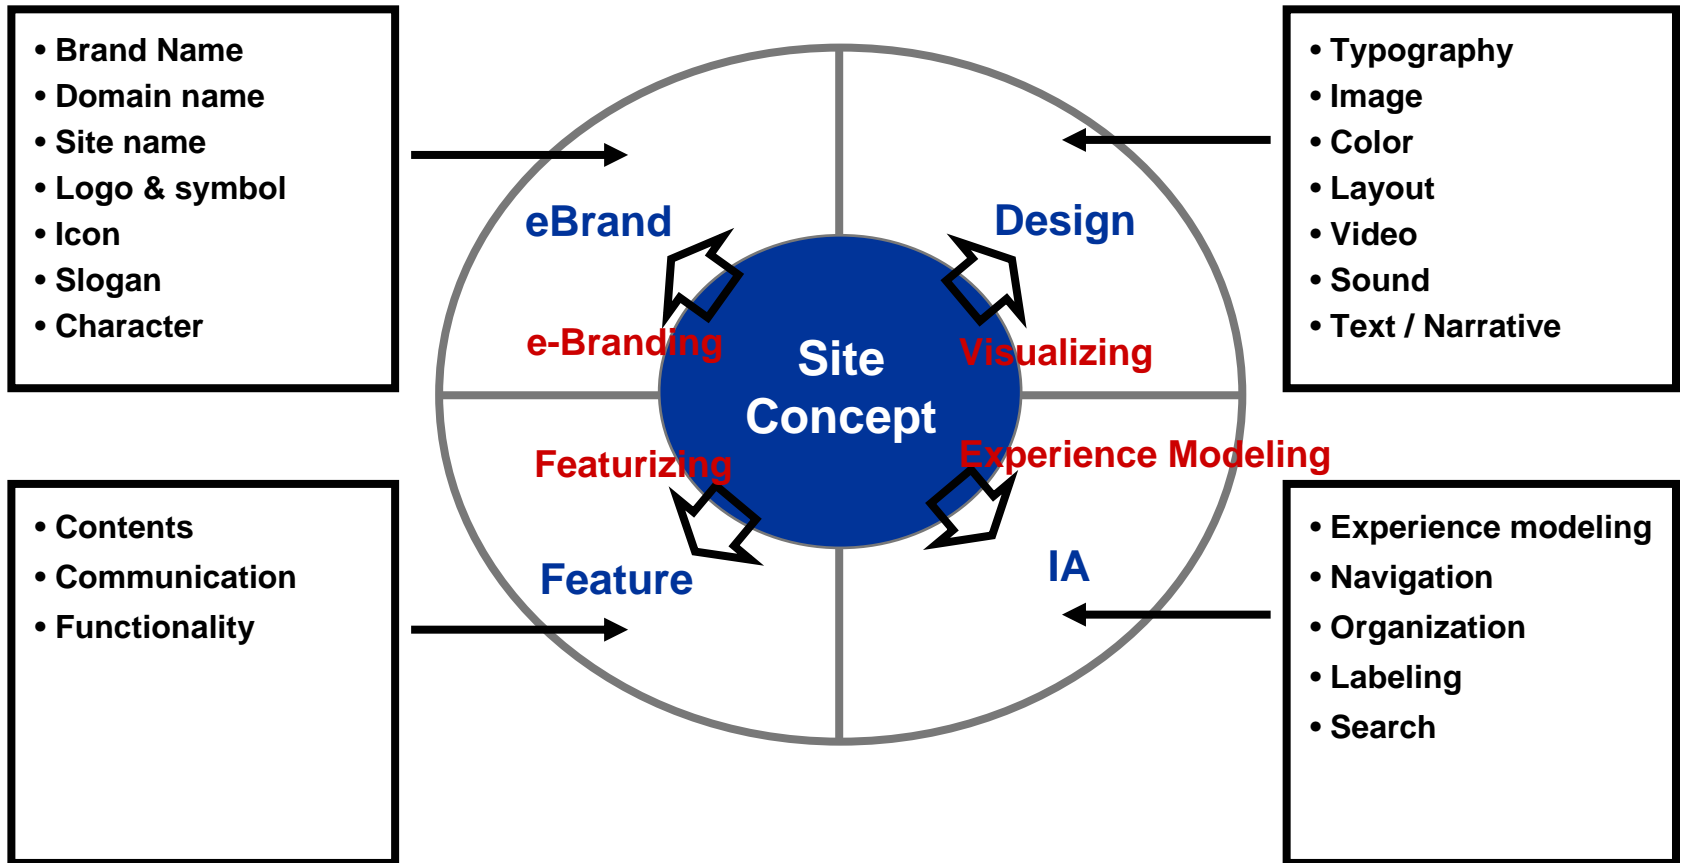 • Brand Name
• Domain name
• Site name
• Logo & symbol
• Icon
• Slogan
• Character
• Typography
• Image
• Color
• Layout
• Video
• Sound
• Text / Narrative
eBrand
Design
e-Branding
Visualizing
Site
Concept
Featurizing
Experience Modeling
Feature
IA
• Contents
• Communication
• Functionality
• Experience modeling
• Navigation
• Organization
• Labeling
• Search